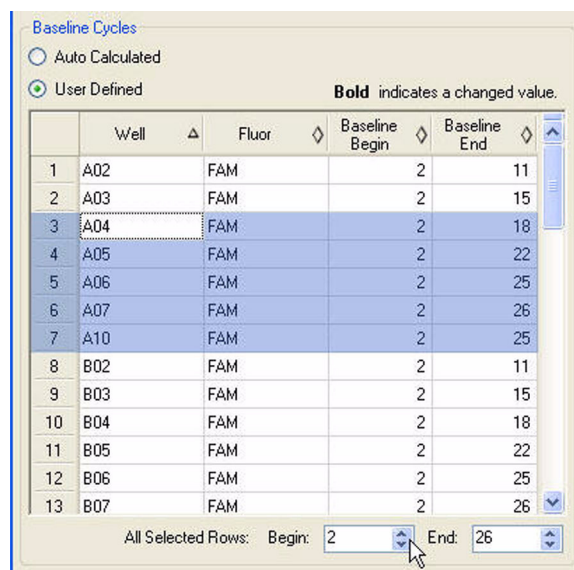 Baseline Cycles
Auto Calculated
User Defined
Bold indicates a changed value.
Well Fluor Baseline Begin Baseline End
1 A02 FAM 2 11
2 A03 FAM 2 15
3 A04 FAM 2 18
4 A05 FAM 2 22
5 A06 FAM 2 25
6 A07 FAM 2 26
7 A10 FAM 2 25
8 B02 FAM 2 11
9 B03 FAM 2 15
10 B04 FAM 2 18
11 B05 FAM 2 22
12 B06 FAM 2 25
13 B07 FAM 2 26
All Selected Rows: Begin: 2 End: 26